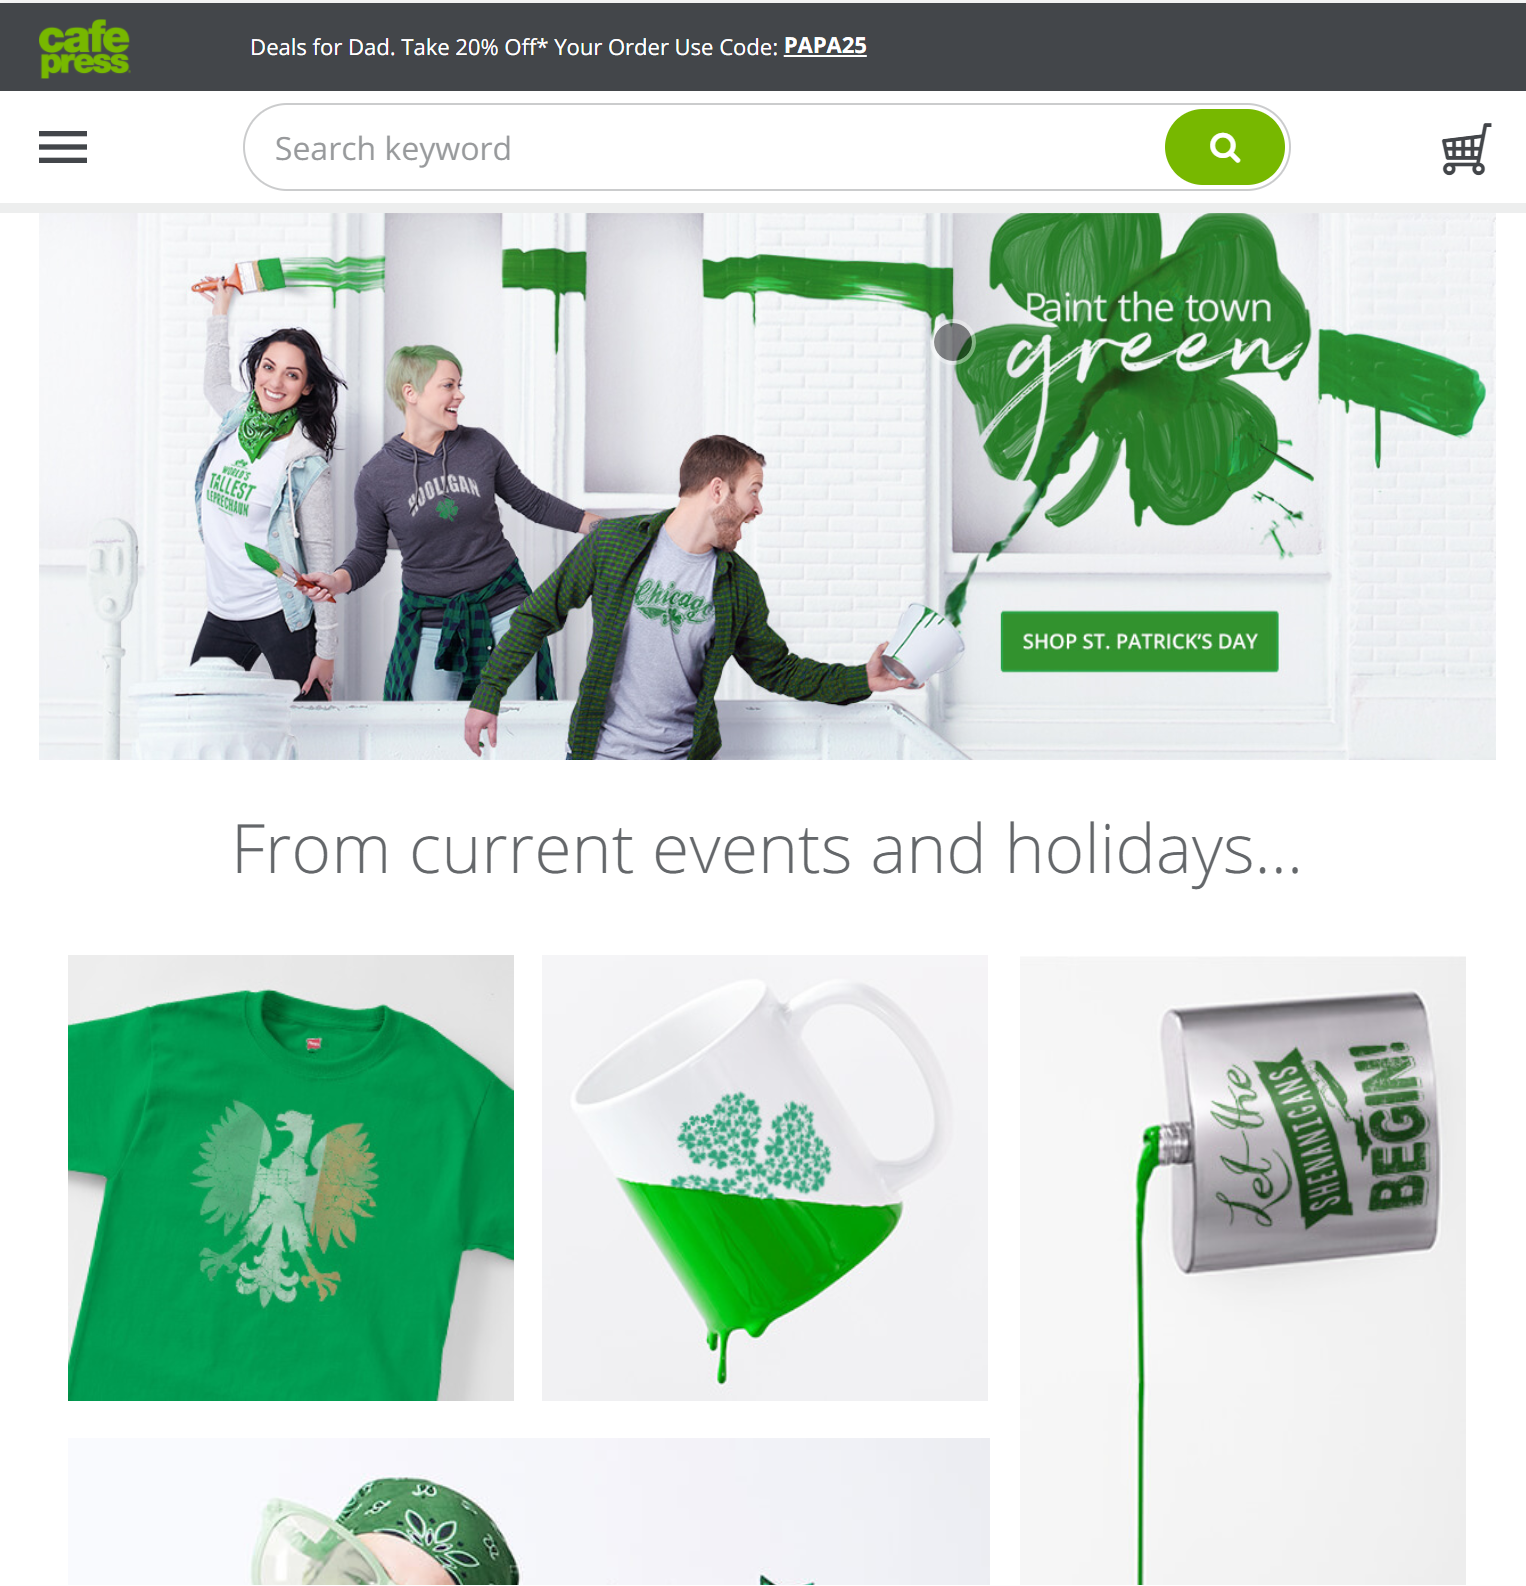 cafe
press
Deals for Dad. Take 20% Off* Your Order Use Code: PAPA25
Search keyword
Paint the town
green
WORLD'S
TALLEST
LEPRECHAUN
HOOLIGAN
Chicago
SHOP ST. PATRICK'S DAY
From current events and holidays...
Let the
SHENANIGANS
BEGIN!